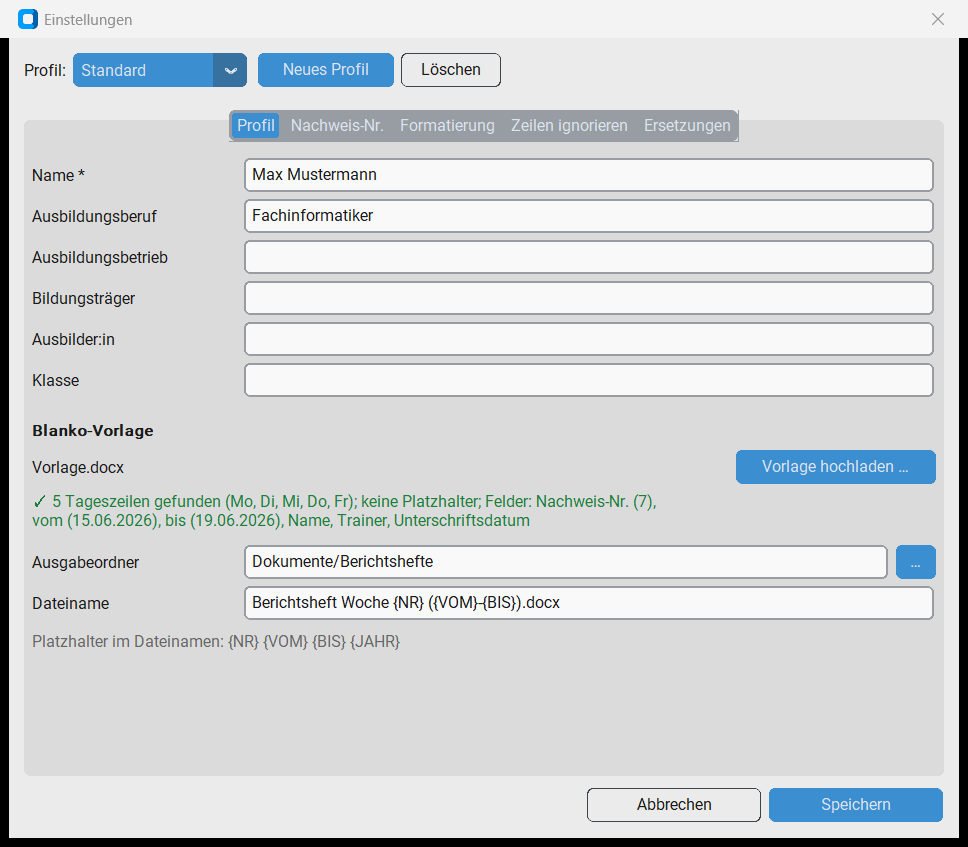 Einstellungen
Profil: Standard Neues Profil Löschen
Profil Nachweis-Nr. Formatierung Zeilen ignorieren Ersetzungen
Name * Max Mustermann
Ausbildungsberuf Fachinformatiker
Ausbildungsbetrieb
Bildungsträger
Ausbilder:in
Klasse
Blanko-Vorlage
Vorlage.docx Vorlage hochladen ...
✓ 5 Tageszeilen gefunden (Mo, Di, Mi, Do, Fr); keine Platzhalter; Felder: Nachweis-Nr. (7),
vom (15.06.2026), bis (19.06.2026), Name, Trainer, Unterschriftsdatum
Ausgabeordner Dokumente/Berichtshefte ...
Dateiname Berichtsheft Woche {NR} ({VOM}-{BIS}).docx
Platzhalter im Dateinamen: {NR} {VOM} {BIS} {JAHR}
Abbrechen Speichern